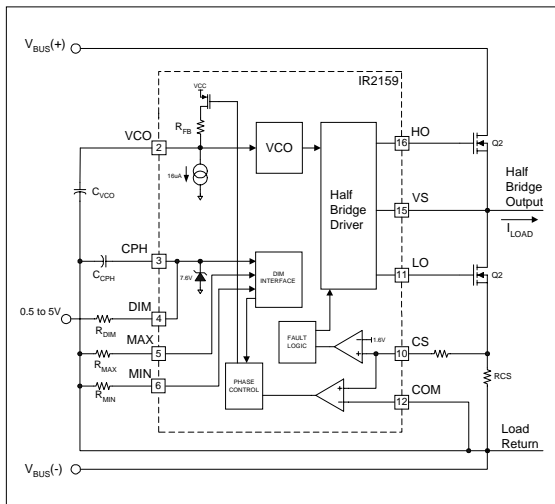 V_BUS(+)
IR2159
VCC
R_FB
VCO
2
16uA
VCO
Half
Bridge
Driver
16
HO
Q2
15
VS
Half
Bridge
Output
I_LOAD
C_VCO
CPH
3
C_CPH
7.6V
DIM
INTERFACE
11
LO
Q2
0.5 to 5V
DIM
4
R_DIM
MAX
5
R_MAX
MIN
6
R_MIN
FAULT
LOGIC
1.6V
10
CS
RCS
PHASE
CONTROL
12
COM
Load
Return
V_BUS(-)